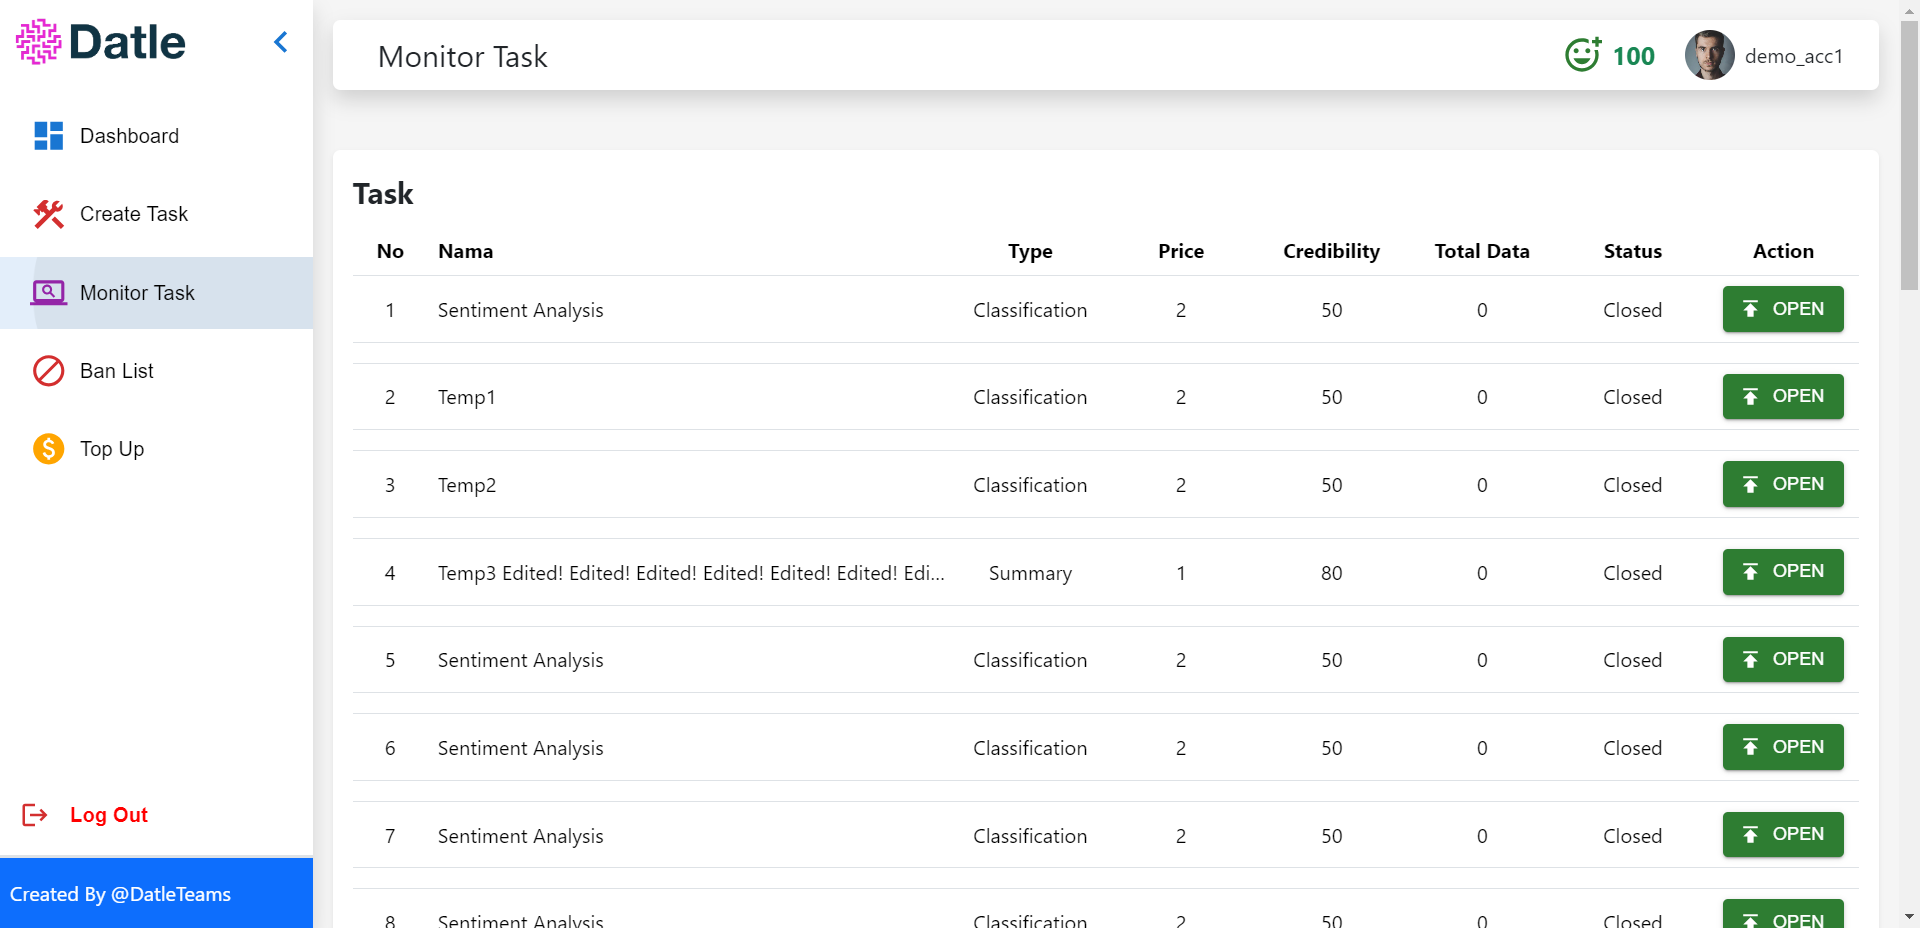 Datle
Monitor Task
100
demo_acc1
Dashboard
Create Task
Monitor Task
Ban List
Top Up
Log Out
Created By @DatleTeams
Task
No Nama Type Price Credibility Total Data Status Action
1 Sentiment Analysis Classification 2 50 0 Closed OPEN
2 Temp1 Classification 2 50 0 Closed OPEN
3 Temp2 Classification 2 50 0 Closed OPEN
4 Temp3 Edited! Edited! Edited! Edited! Edited! Edited! Edi... Summary 1 80 0 Closed OPEN
5 Sentiment Analysis Classification 2 50 0 Closed OPEN
6 Sentiment Analysis Classification 2 50 0 Closed OPEN
7 Sentiment Analysis Classification 2 50 0 Closed OPEN
8 Sentiment Analysis Classification 2 50 0 Closed OPEN